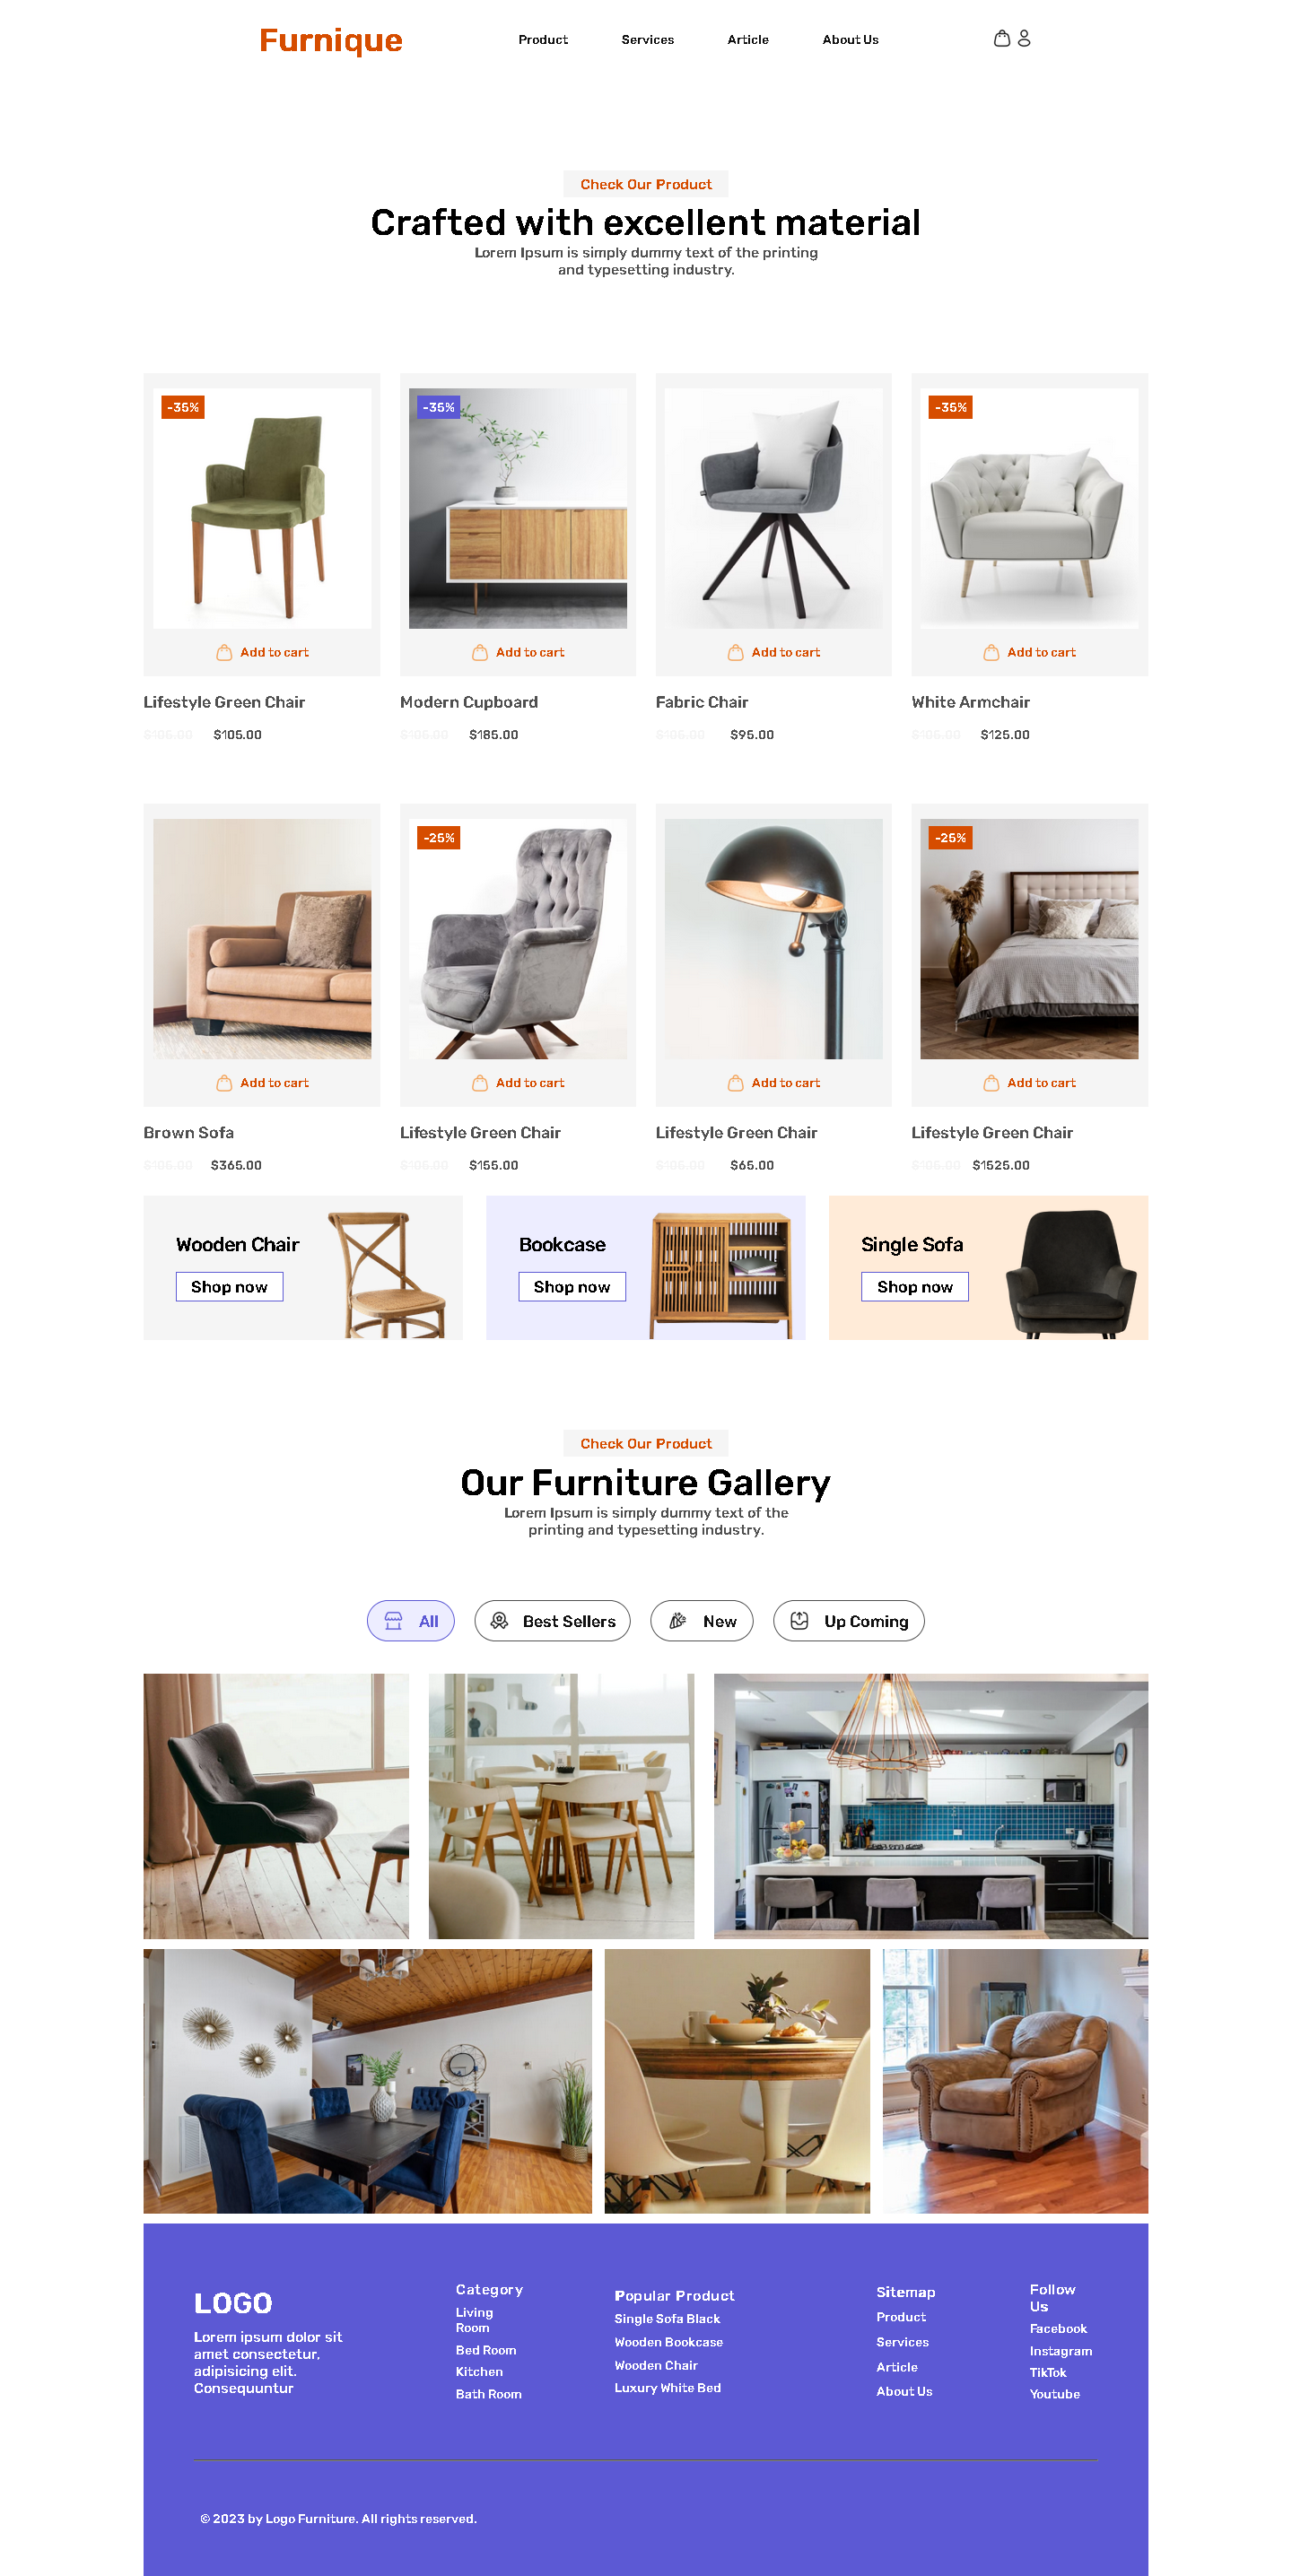 Furnique
Product
Services
Article
About Us
Check Our Product
Crafted with excellent material
Lorem Ipsum is simply dummy text of the printing
and typesetting industry.
-35%
-35%
-35%
Add to cart
Add to cart
Add to cart
Add to cart
Lifestyle Green Chair
Modern Cupboard
Fabric Chair
White Armchair
$105.00
$185.00
$95.00
$125.00
-25%
-25%
Add to cart
Add to cart
Add to cart
Add to cart
Brown Sofa
Lifestyle Green Chair
Lifestyle Green Chair
Lifestyle Green Chair
$365.00
$155.00
$65.00
$1525.00
Wooden Chair
Shop now
Bookcase
Shop now
Single Sofa
Shop now
Check Our Product
Our Furniture Gallery
Lorem Ipsum is simply dummy text of the
printing and typesetting industry.
All
Best Sellers
New
Up Coming
LOGO
Lorem ipsum dolor sit
amet consectetur,
adipisicing elit.
Consequuntur
Category
Living
Room
Bed Room
Kitchen
Bath Room
Popular Product
Single Sofa Black
Wooden Bookcase
Wooden Chair
Luxury White Bed
Sitemap
Product
Services
Article
About Us
Follow
Us
Facebook
Instagram
TikTok
Youtube
© 2023 by Logo Furniture. All rights reserved.